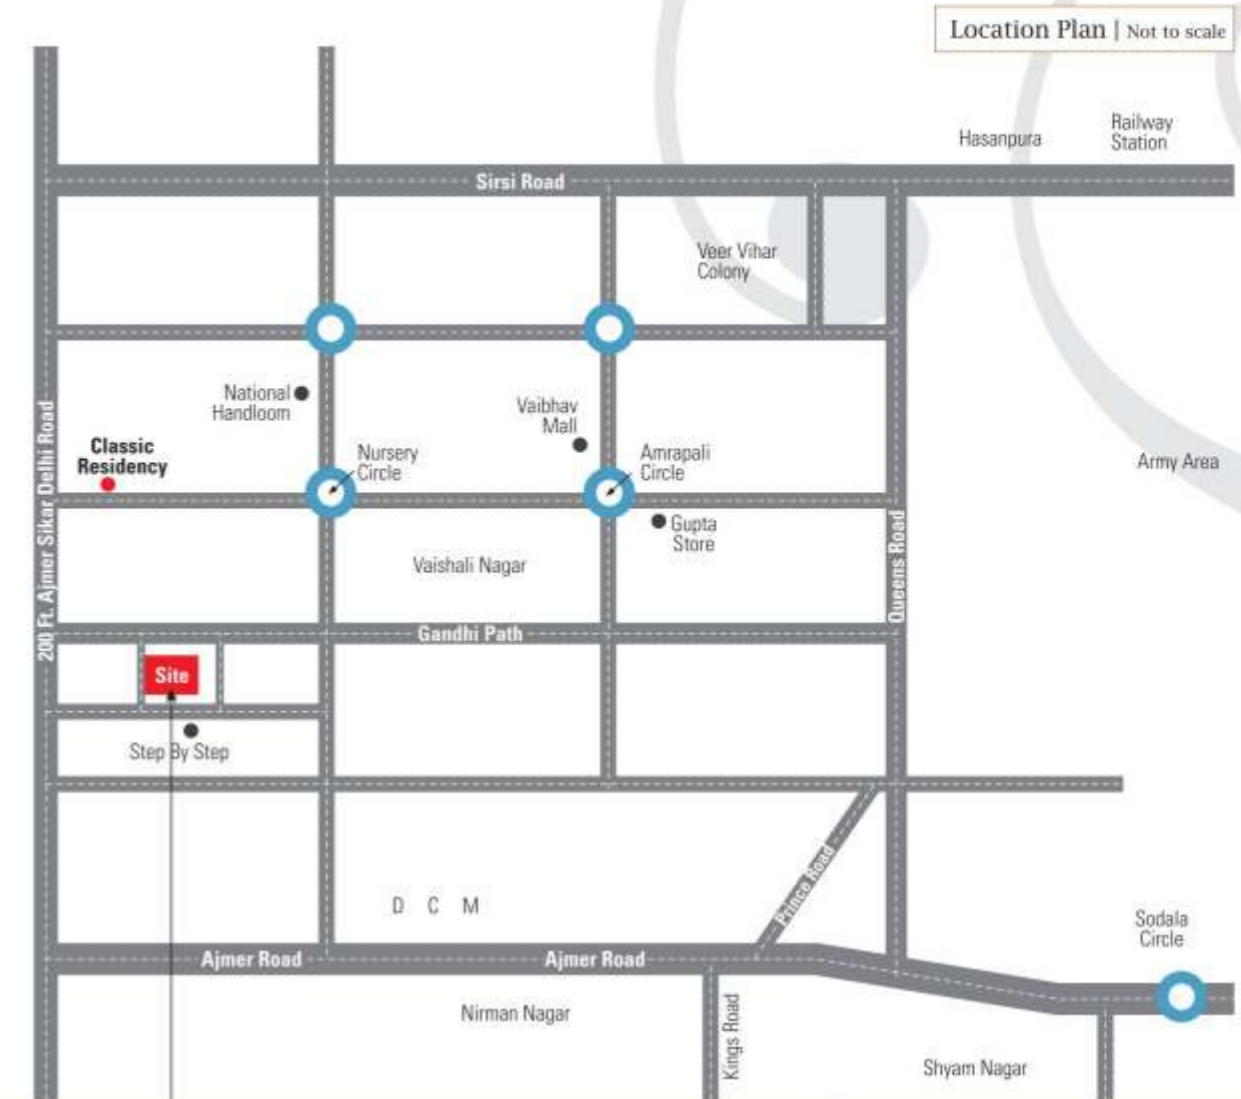 Location Plan | Not to scale
Hasanpura
Railway
Station
Sirsi Road
Veer Vihar
Colony
National
Handloom
Vaibhav
Mall
Classic
Residency
Nursery
Circle
Amrapali
Circle
Army Area
200 Ft. Ajmer Sikar Delhi Road
Gupta
Store
Vaishali Nagar
Queens Road
Gandhi Path
Site
Step By Step
Prince Road
D C M
Sodala
Circle
Ajmer Road
Ajmer Road
Nirman Nagar
Kings Road
Shyam Nagar